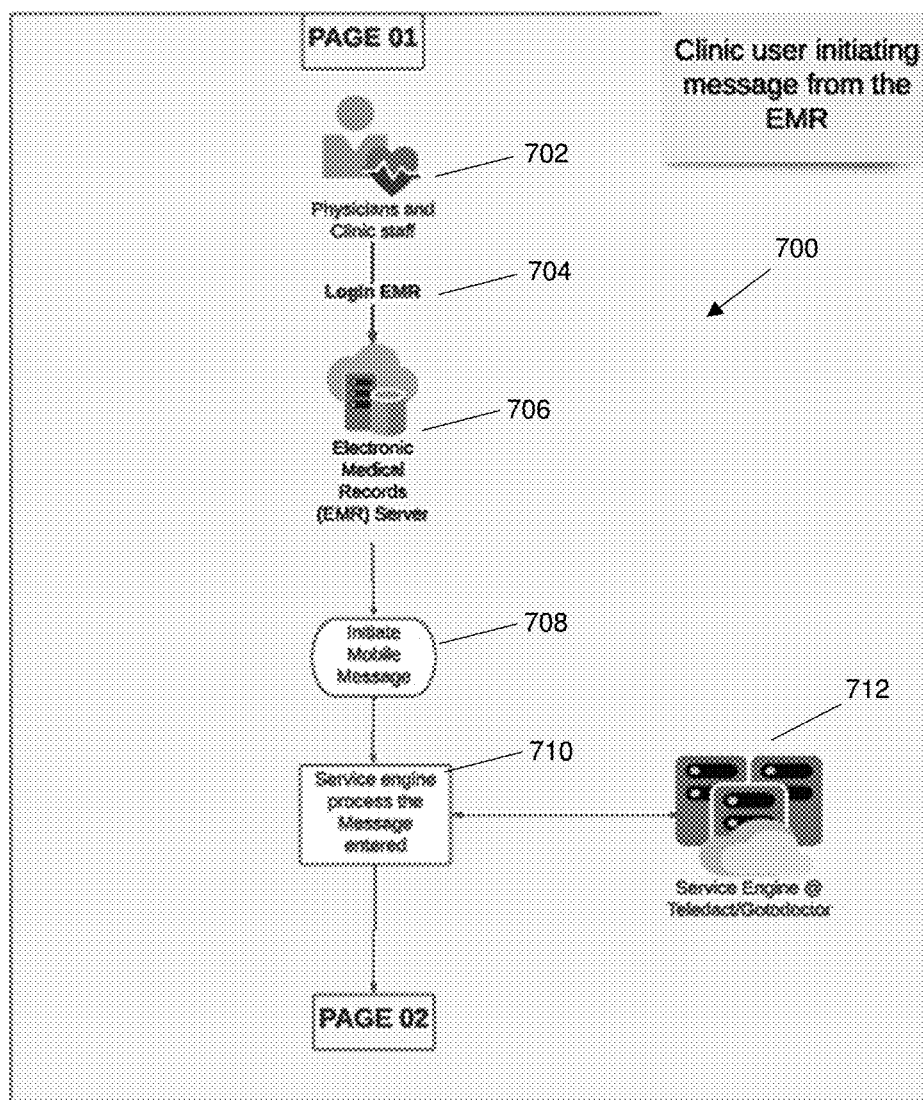 PAGE 01
Clinic user initiating
message from the
EMR
702
Physicians and
Clinic staff
704
Login EMR
700
706
Electronic
Medical
Records
(EMR) Server
708
Initiate
Mobile
Message
712
710
Service engine
process the
Message
entered
Service Engine @
Teledact/Gotodoctor
PAGE 02